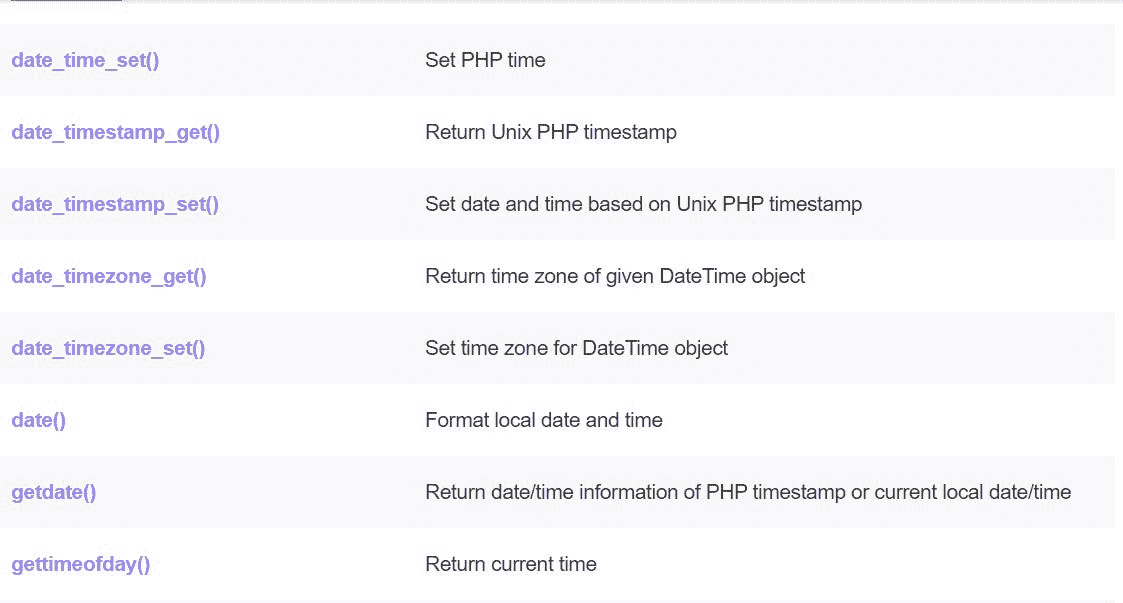 date_time_set() Set PHP time
date_timestamp_get() Return Unix PHP timestamp
date_timestamp_set() Set date and time based on Unix PHP timestamp
date_timezone_get() Return time zone of given DateTime object
date_timezone_set() Set time zone for DateTime object
date() Format local date and time
getdate() Return date/time information of PHP timestamp or current local date/time
gettimeofday() Return current time